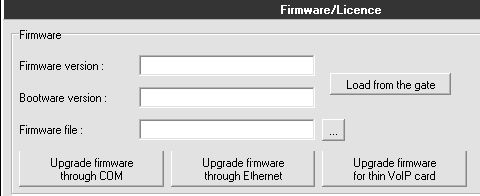 Firmware/Licence
Firmware
Firmware version :
Load from the gate
Bootware version :
Firmware file :
...
Upgrade firmware
through COM
Upgrade firmware
through Ethernet
Upgrade firmware
for thin VoIP card